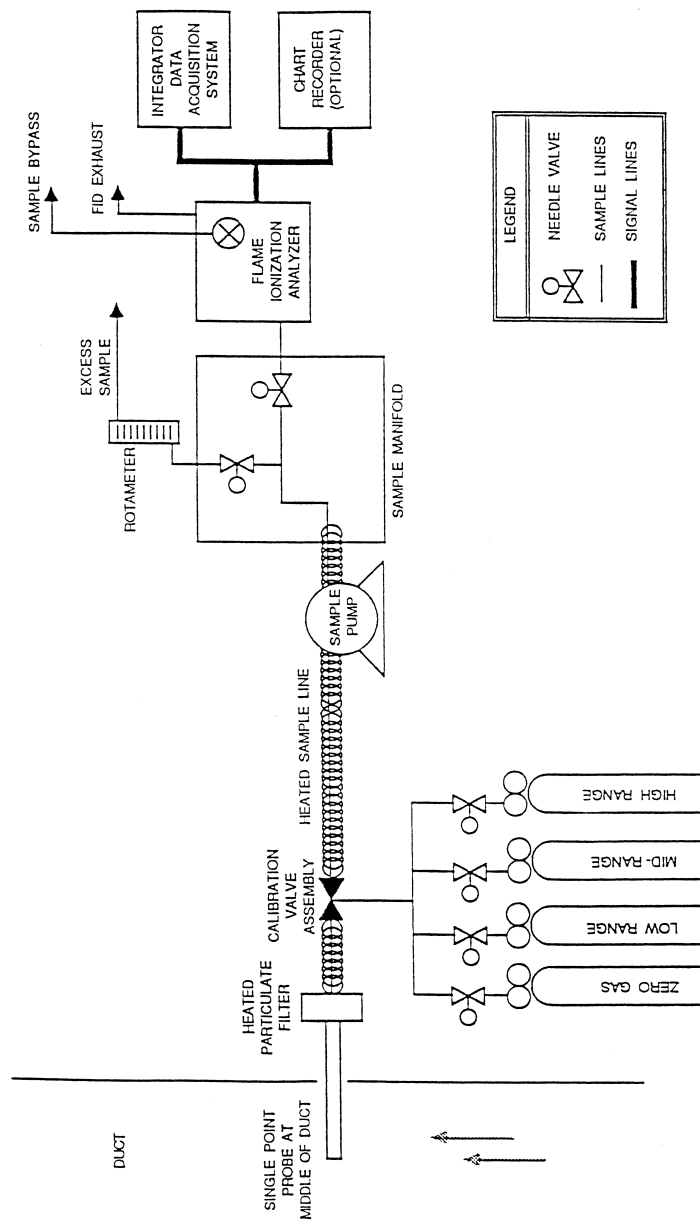 DUCT
SINGLE POINT
PROBE AT
MIDDLE OF DUCT
HEATED
PARTICULATE
FILTER
CALIBRATION
VALVE
ASSEMBLY
HEATED SAMPLE LINE
SAMPLE
PUMP
ZERO GAS
LOW RANGE
MID-RANGE
HIGH RANGE
ROTAMETER
EXCESS
SAMPLE
SAMPLE MANIFOLD
SAMPLE BYPASS
FID EXHAUST
FLAME
IONIZATION
ANALYZER
INTEGRATOR
DATA
ACQUISITION
SYSTEM
CHART
RECORDER
(OPTIONAL)
LEGEND
NEEDLE VALVE
SAMPLE LINES
SIGNAL LINES